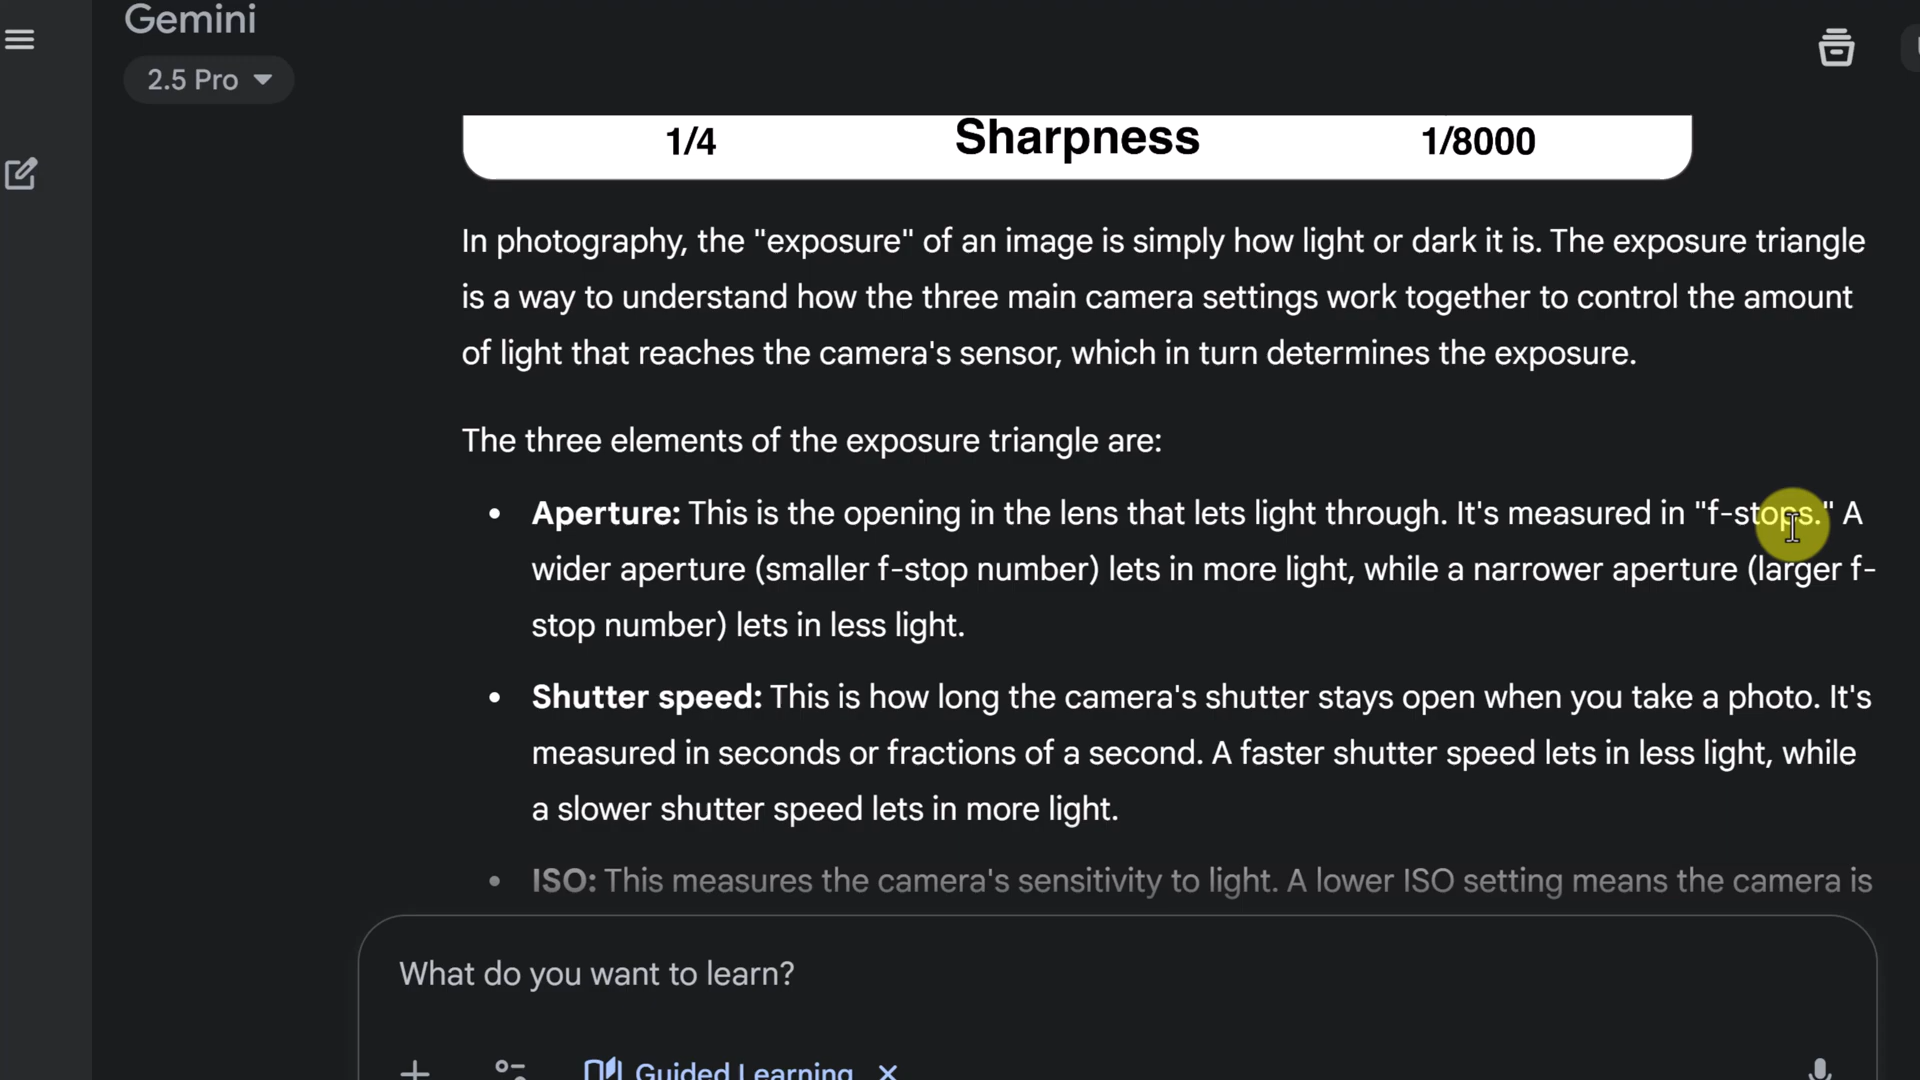 Gemini
2.5 Pro
1/4 Sharpness 1/8000
In photography, the "exposure" of an image is simply how light or dark it is. The exposure triangle
is a way to understand how the three main camera settings work together to control the amount
of light that reaches the camera's sensor, which in turn determines the exposure.
The three elements of the exposure triangle are:
• Aperture: This is the opening in the lens that lets light through. It's measured in "f-stops." A
wider aperture (smaller f-stop number) lets in more light, while a narrower aperture (larger f-
stop number) lets in less light.
• Shutter speed: This is how long the camera's shutter stays open when you take a photo. It's
measured in seconds or fractions of a second. A faster shutter speed lets in less light, while
a slower shutter speed lets in more light.
• ISO: This measures the camera's sensitivity to light. A lower ISO setting means the camera is
What do you want to learn?
Guided Learning